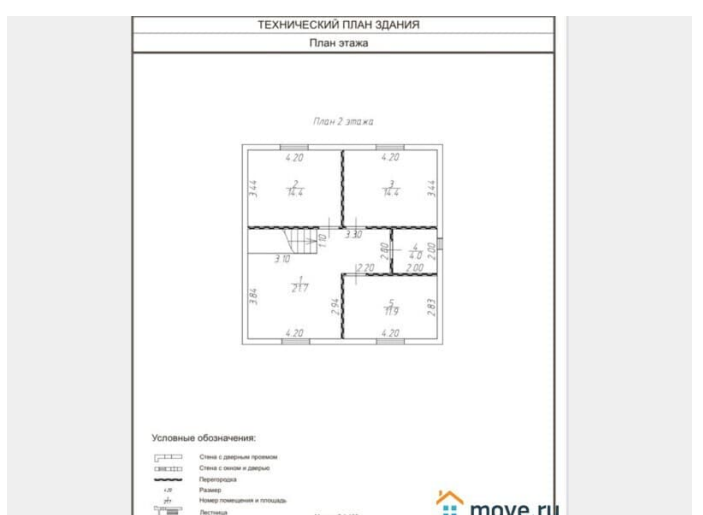 ТЕХНИЧЕСКИЙ ПЛАН ЗДАНИЯ
План этажа
План 2 этажа
4.20 4.20
3.44 2 14.4 3 14.4 3.44
1.10 3.30
3.10 2.80 4 4.0 2.00
2.20 2.00
3.84 1 21.7 2.94 5 11.9 2.83
4.20 4.20
Условные обозначения:
Стена с дверным проемом
Стена с окном и дверью
Перегородка
4.20 Размер
Номер помещения и площадь
Лестница
move.ru